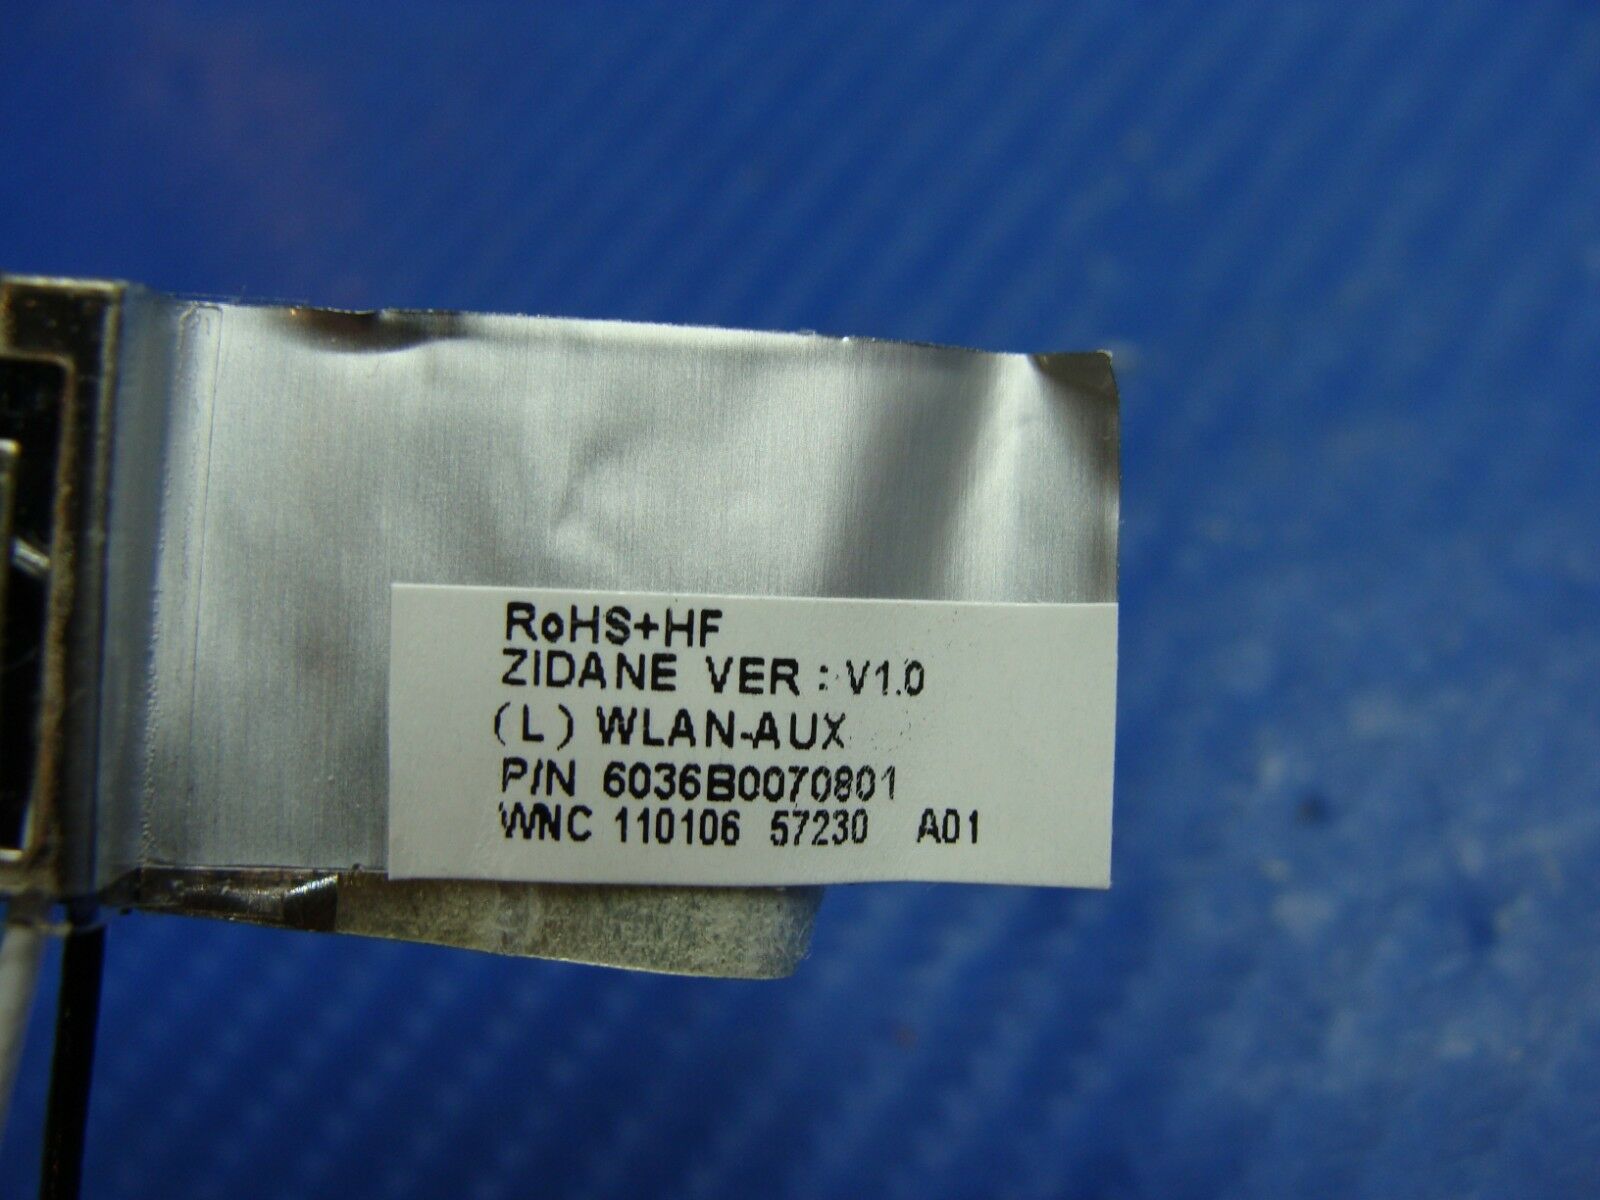 RoHS+HF
ZIDANE VER : V1.0
(L) WLAN-AUX
P/N 6036B0070801
WNC 110106 57230 A01